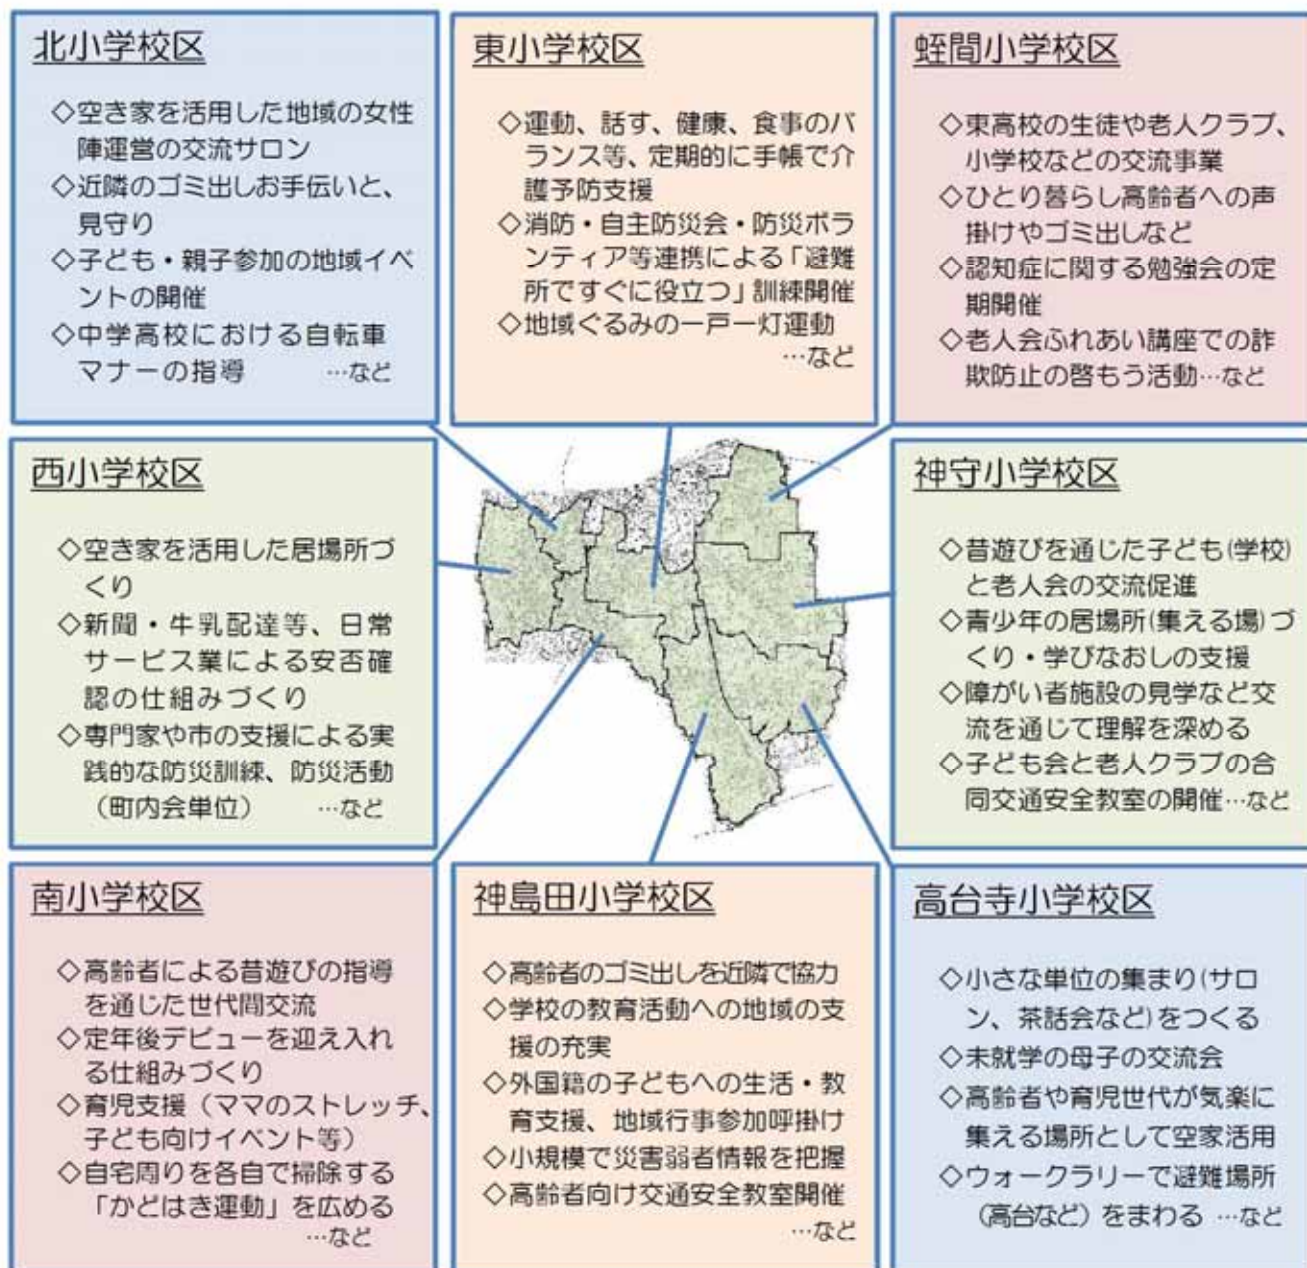 北小学校区
◇空き家を活用した地域の女性
陣運営の交流サロン
◇近隣のゴミ出しお手伝いと、
見守り
◇子ども・親子参加の地域イベ
ントの開催
◇中学高校における自転車
マナーの指導 …など
東小学校区
◇運動、話す、健康、食事のバ
ランス等、定期的に手帳で介
護予防支援
◇消防・自主防災会・防災ボラ
ンティア等連携による「避難
所ですぐに役立つ」訓練開催
◇地域ぐるみの一戸一灯運動
…など
蛭間小学校区
◇東高校の生徒や老人クラブ、
小学校などの交流事業
◇ひとり暮らし高齢者への声
掛けやゴミ出しなど
◇認知症に関する勉強会の定
期開催
◇老人会ふれあい講座での詐
欺防止の啓もう活動…など
西小学校区
◇空き家を活用した居場所づ
くり
◇新聞・牛乳配達等、日常
サービス業による安否確
認の仕組みづくり
◇専門家や市の支援による実
践的な防災訓練、防災活動
（町内会単位） …など
神守小学校区
◇昔遊びを通じた子ども(学校)
と老人会の交流促進
◇青少年の居場所(集える場)づ
くり・学びなおしの支援
◇障がい者施設の見学など交
流を通じて理解を深める
◇子ども会と老人クラブの合
同交通安全教室の開催…など
南小学校区
◇高齢者による昔遊びの指導
を通じた世代間交流
◇定年後デビューを迎え入れ
る仕組みづくり
◇育児支援（ママのストレッチ、
子ども向けイベント等）
◇自宅周りを各自で掃除する
「かどはき運動」を広める
…など
神島田小学校区
◇高齢者のゴミ出しを近隣で協力
◇学校の教育活動への地域の支
援の充実
◇外国籍の子どもへの生活・教
育支援、地域行事参加呼掛け
◇小規模で災害弱者情報を把握
◇高齢者向け交通安全教室開催
…など
高台寺小学校区
◇小さな単位の集まり(サロ
ン、茶話会など)をつくる
◇未就学の母子の交流会
◇高齢者や育児世代が気楽に
集える場所として空家活用
◇ウォークラリーで避難場所
（高台など）をまわる …など